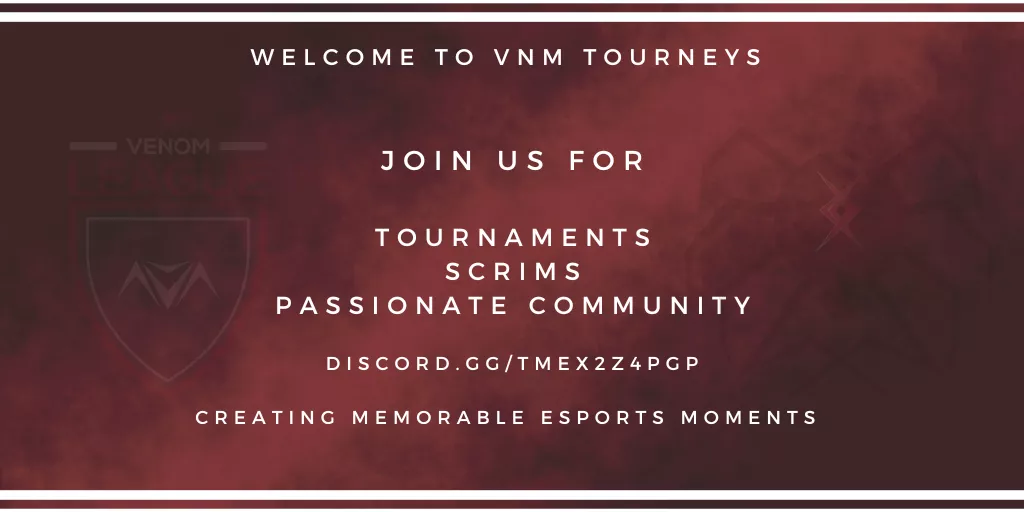 WELCOME TO VNM TOURNEYS
JOIN US FOR
VENOM
LEAGUE
TOURNAMENTS
SCRIMS
PASSIONATE COMMUNITY
DISCORD.GG/TMEX2Z4PGP
CREATING MEMORABLE ESPORTS MOMENTS